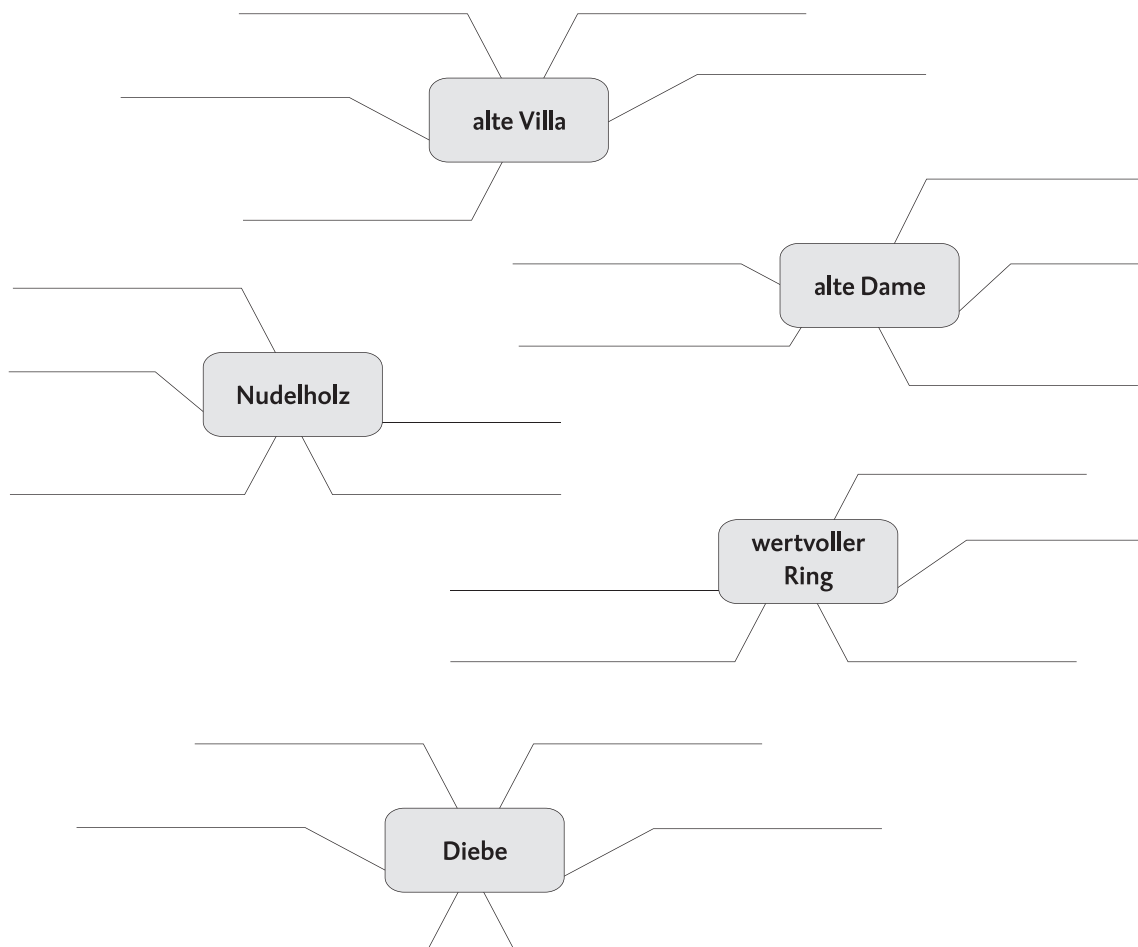 alte Villa
alte Dame
Nudelholz
wertvoller
Ring
Diebe